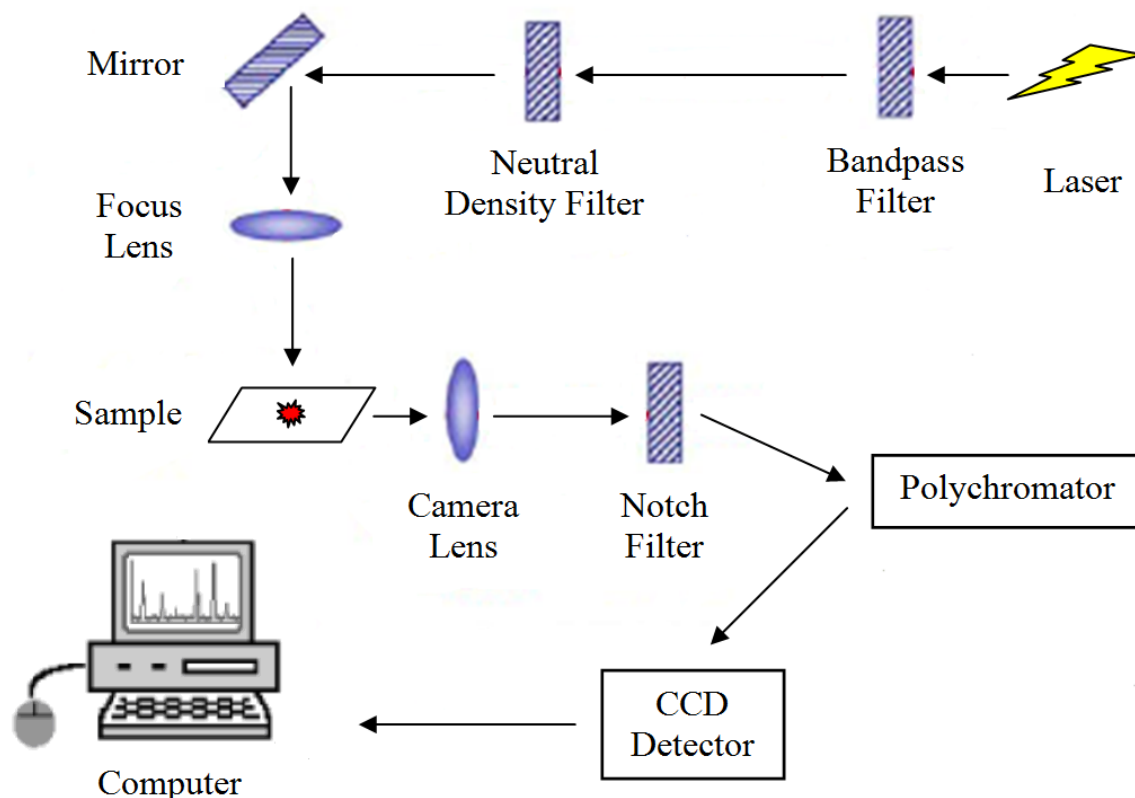 Mirror
Neutral
Density Filter
Bandpass
Filter
Laser
Focus
Lens
Sample
Camera
Lens
Notch
Filter
Polychromator
CCD
Detector
Computer